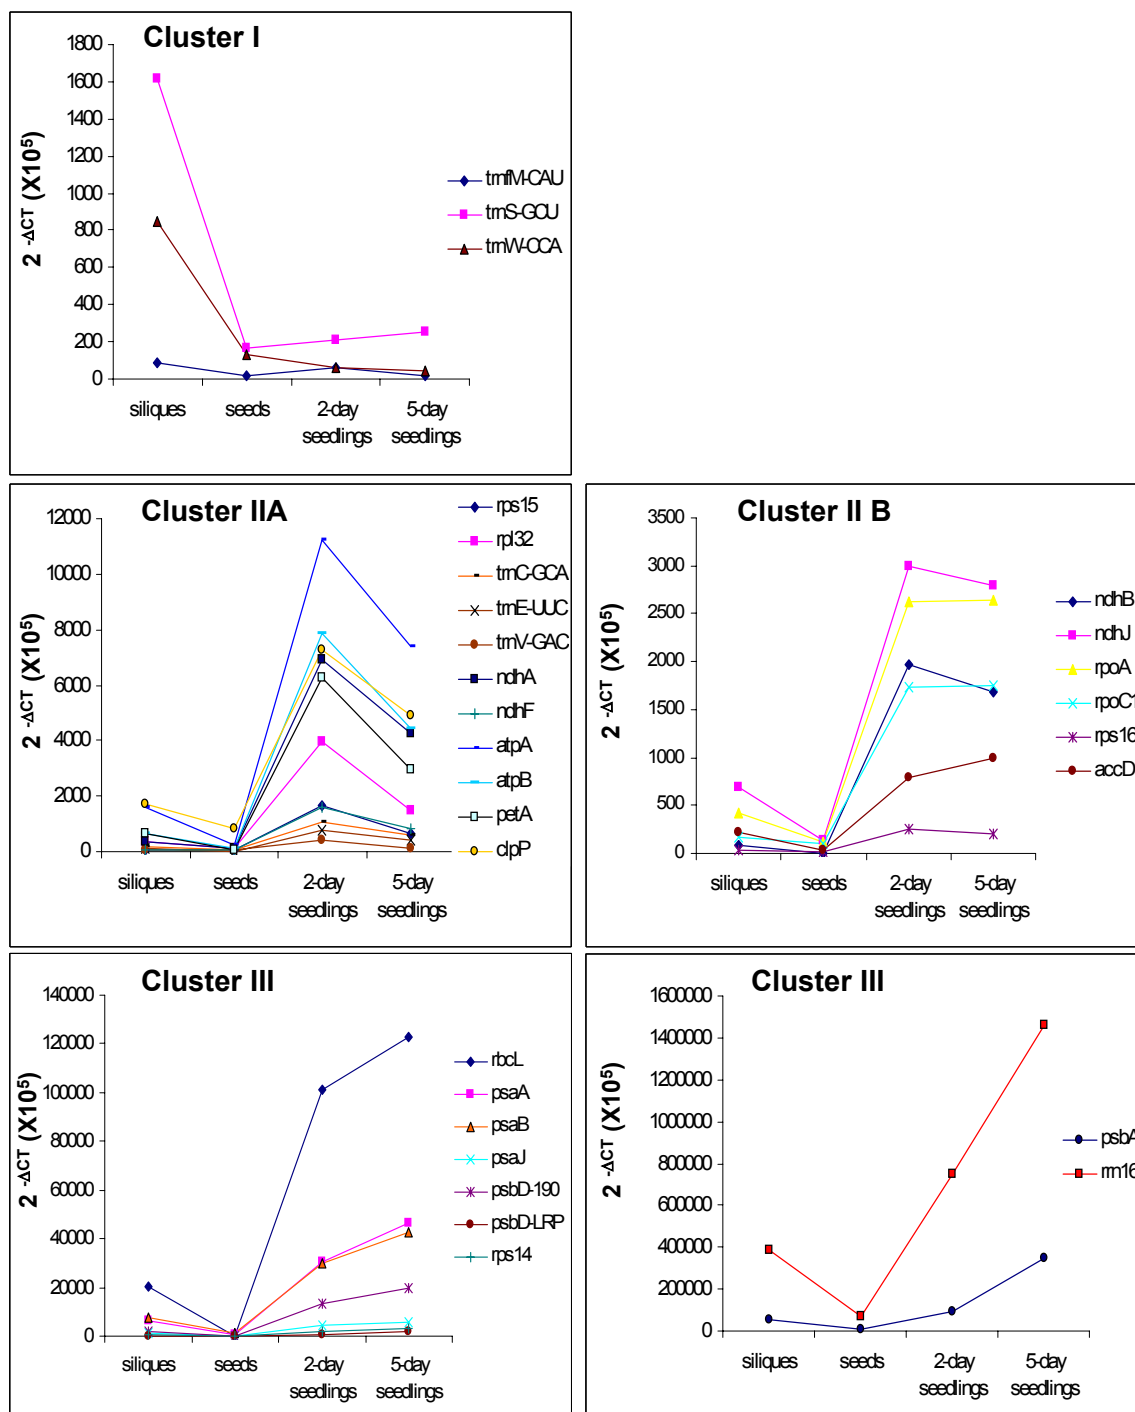 Cluster I
2 -ΔCT (X10⁵)
1800
1600
1400
1200
1000
800
600
400
200
0
siliques
seeds
2-day
seedlings
5-day
seedlings
trnfM-CAU
trnS-GCU
trnW-CCA
Cluster IIA
2 -ΔCT (X10⁵)
12000
10000
8000
6000
4000
2000
0
siliques
seeds
2-day
seedlings
5-day
seedlings
rps15
rpl32
trnC-GCA
trnE-UUC
trnV-GAC
ndhA
ndhF
atpA
atpB
petA
clpP
Cluster II B
2 -ΔCT (X10⁵)
3500
3000
2500
2000
1500
1000
500
0
siliques
seeds
2-day
seedlings
5-day
seedlings
ndhB
ndhJ
rpoA
rpoC1
rps16
accD
Cluster III
2 -ΔCT (X10⁵)
140000
120000
100000
80000
60000
40000
20000
0
siliques
seeds
2-day
seedlings
5-day
seedlings
rbcL
psaA
psaB
psaJ
psbD-190
psbD-LRP
rps14
Cluster III
2 -ΔCT (X10⁵)
1600000
1400000
1200000
1000000
800000
600000
400000
200000
0
siliques
seeds
2-day
seedlings
5-day
seedlings
psbA
rrn16